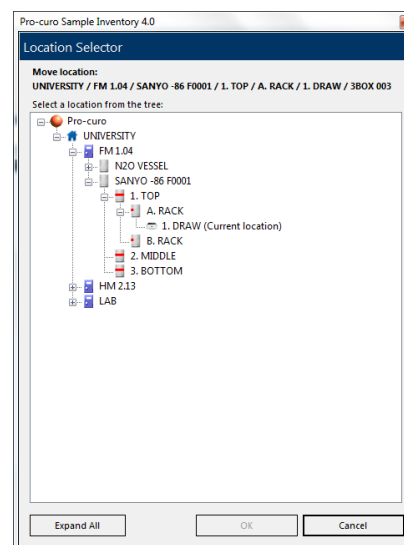 Pro-curo Sample Inventory 4.0
Location Selector
Move location:
UNIVERSITY / FM 1.04 / SANYO -86 F0001 / 1. TOP / A. RACK / 1. DRAW / 3BOX 003
Select a location from the tree:
Pro-curo
UNIVERSITY
FM 1.04
N2O VESSEL
SANYO -86 F0001
1. TOP
A. RACK
1. DRAW (Current location)
B. RACK
2. MIDDLE
3. BOTTOM
HM 2.13
LAB
Expand All OK Cancel